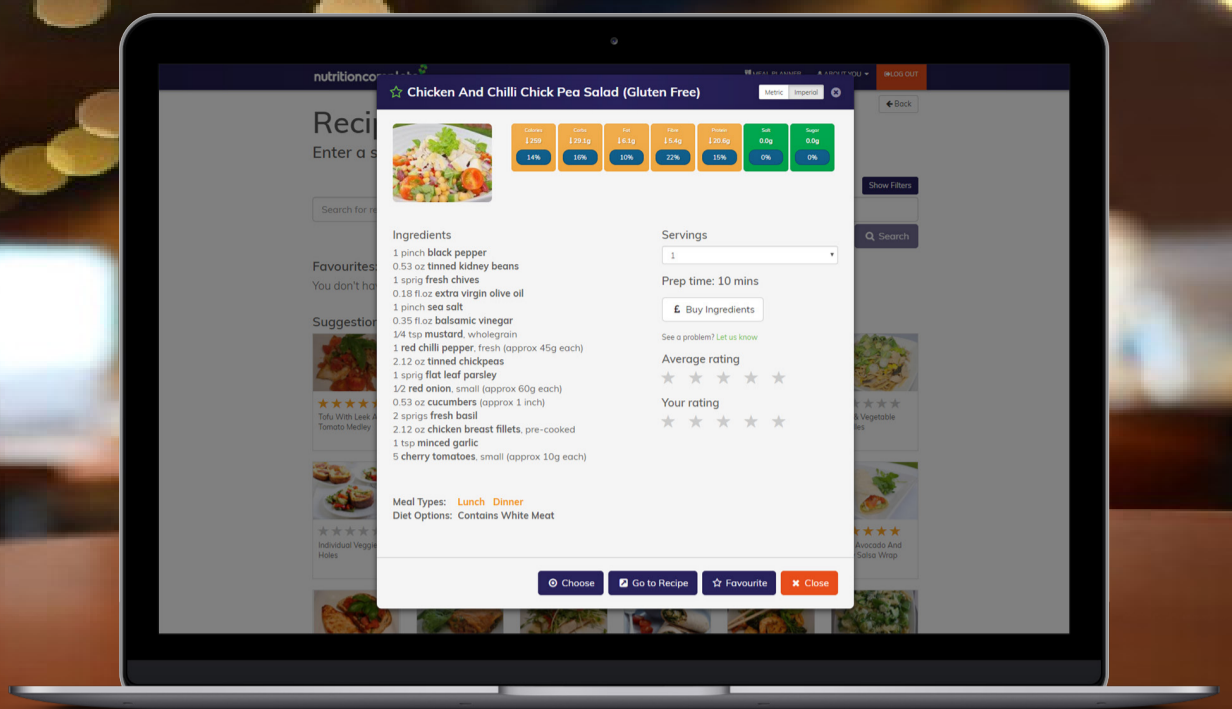 nutritioncomplete
MEAL PLANNER
ABOUT YOU
LOG OUT
Back
Enter a s
Show Filters
Search for re
Search
Favourites:
You don't ha
Suggestion
Tofu With Leek A
Tomato Medley
& Vegetable
Individual Veggie
Holes
Avocado And
Salsa Wrap
Chicken And Chilli Chick Pea Salad (Gluten Free)
Metric Imperial
Calories Carbs Fat Fibre Protein Salt Sugar
259 29.1g 6.1g 5.4g 20.6g 0.0g 0.0g
14% 16% 10% 22% 15% 0% 0%
Ingredients
1 pinch black pepper
0.53 oz tinned kidney beans
1 sprig fresh chives
0.18 fl.oz extra virgin olive oil
1 pinch sea salt
0.35 fl.oz balsamic vinegar
1/4 tsp mustard, wholegrain
1 red chilli pepper, fresh (approx 45g each)
2.12 oz tinned chickpeas
1 sprig flat leaf parsley
1/2 red onion, small (approx 60g each)
0.53 oz cucumbers (approx 1 inch)
2 sprigs fresh basil
2.12 oz chicken breast fillets, pre-cooked
1 tsp minced garlic
5 cherry tomatoes, small (approx 10g each)
Meal Types: Lunch Dinner
Diet Options: Contains White Meat
Servings
1
Prep time: 10 mins
£ Buy Ingredients
See a problem? Let us know
Average rating
Your rating
Choose
Go to Recipe
Favourite
Close